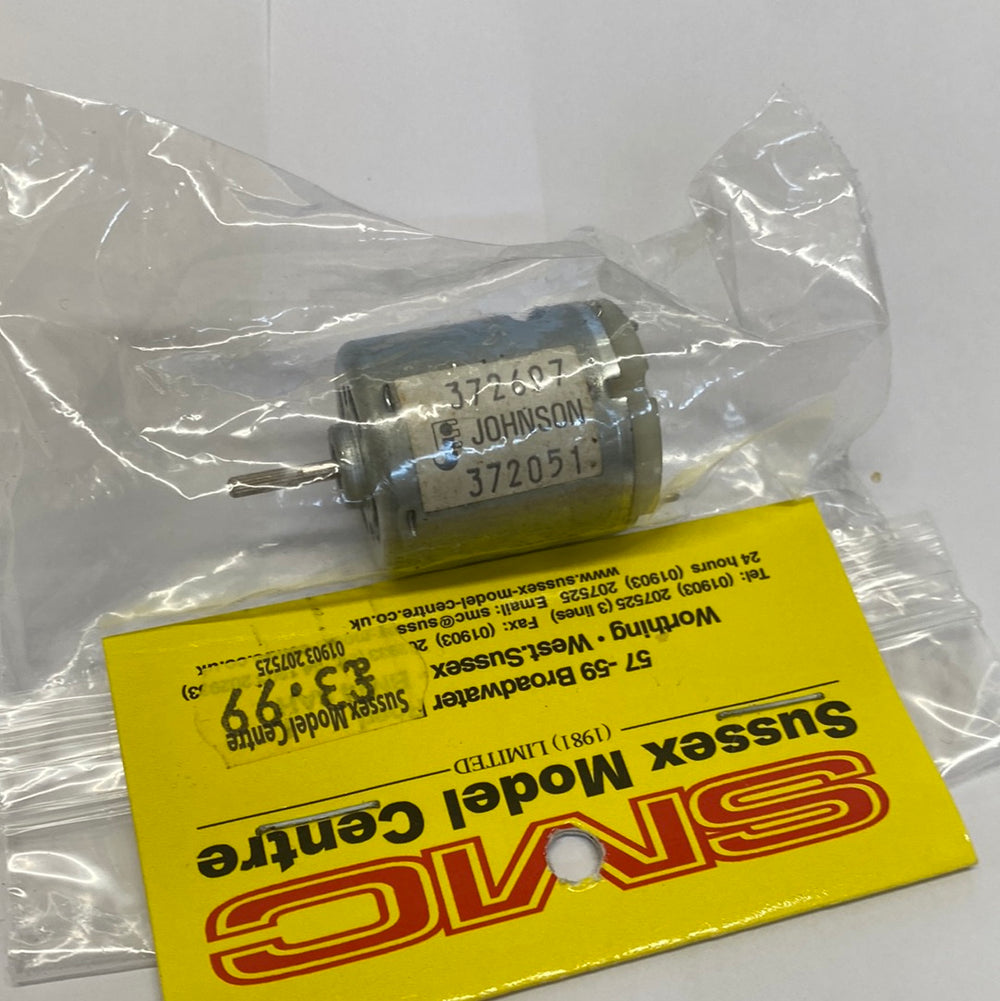 372607
JOHNSON
372051
SMC
Sussex Model Centre
(1981) LIMITED
57-59 Broadwater
Worthing • West.Sussex
Tel: (01903) 207525 (3 lines) Fax: (01903)
24 hours (01903) 207525 Email: smc@suss
www.sussex-model-centre.co.uk
Sussex Model Centre
£3.99
01903 207525